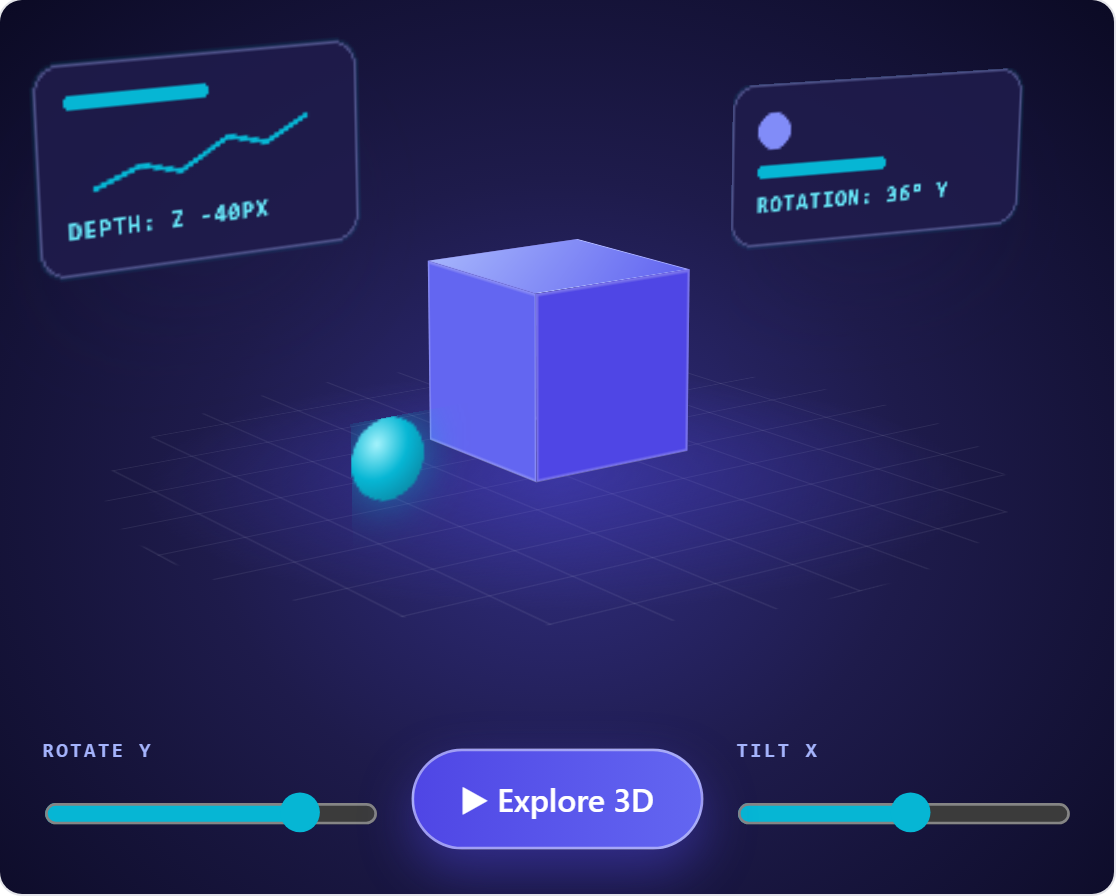 DEPTH: Z -40PX
ROTATION: 36° Y
ROTATE Y
▶ Explore 3D
TILT X